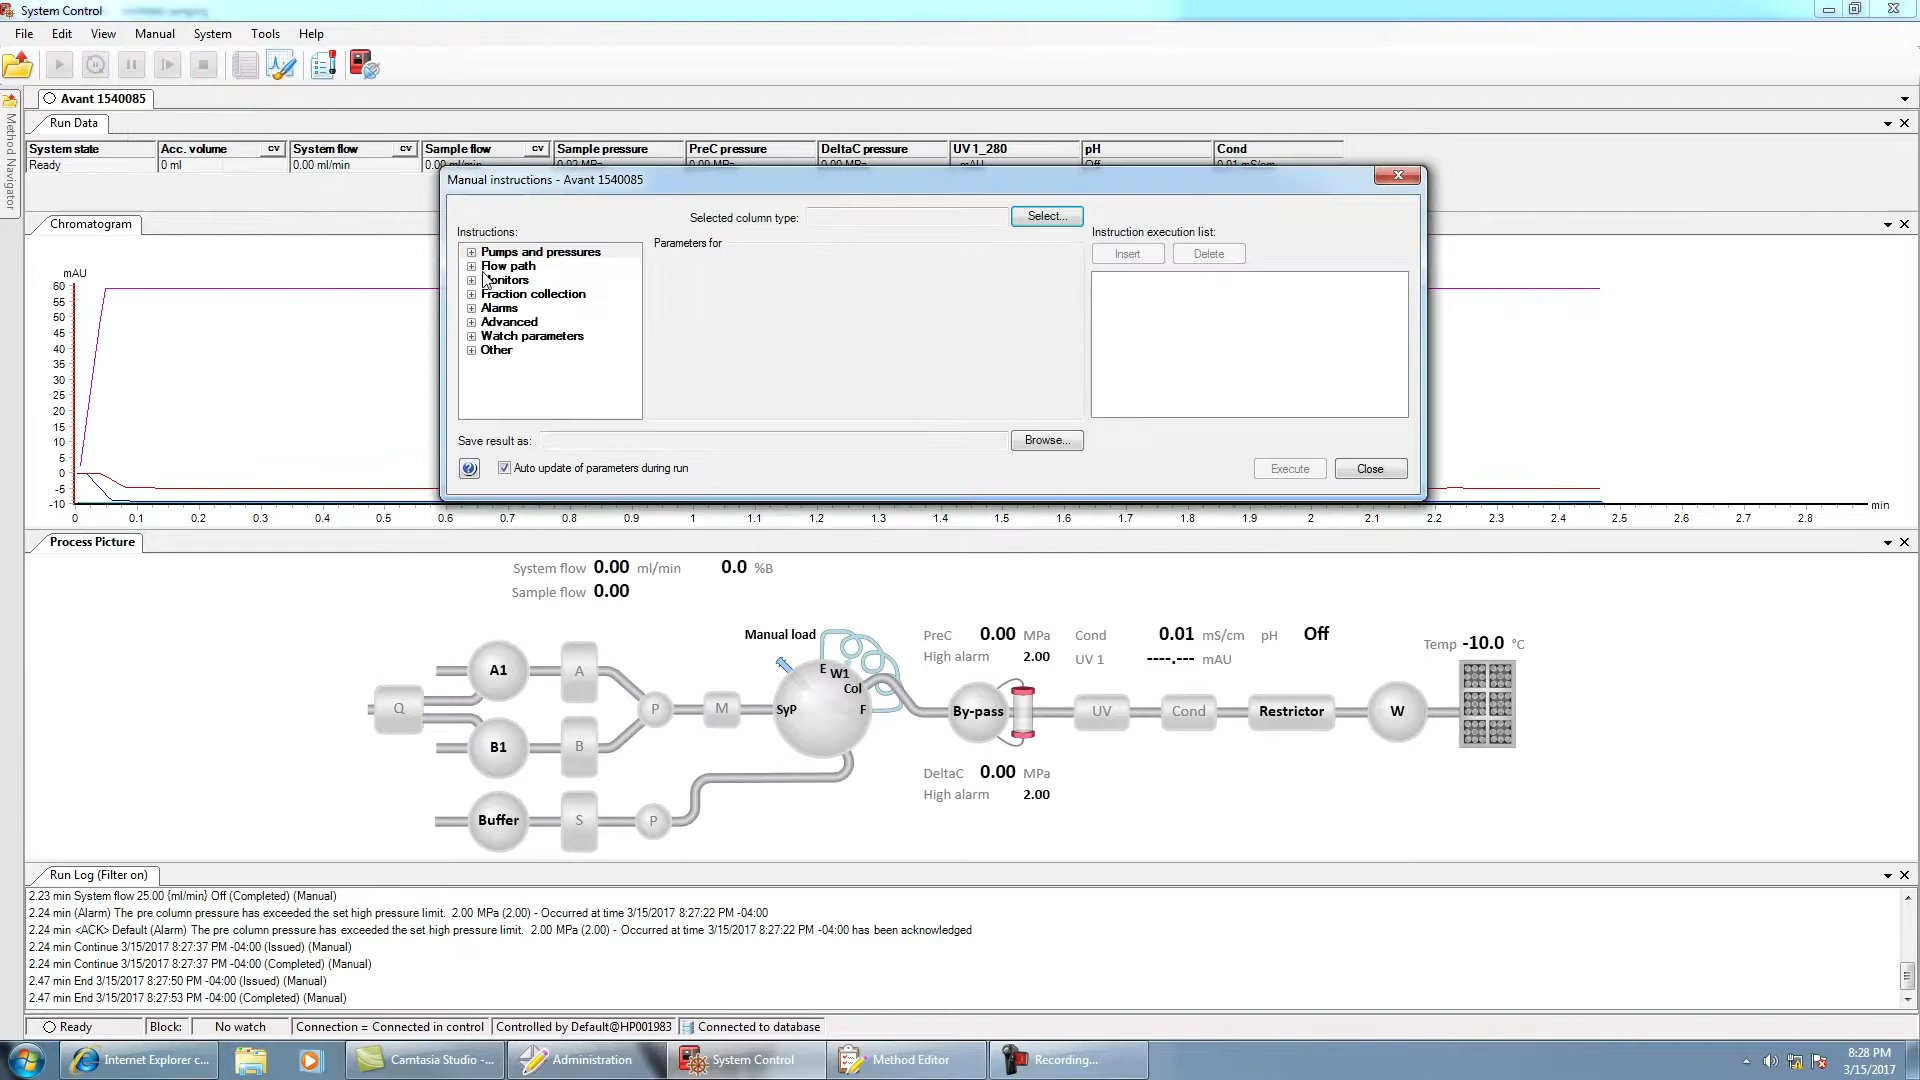 System Control
File Edit View Manual System Tools Help
Avant 1540085
Method Navigator
Run Data
System state Acc. volume CV System flow CV Sample flow CV Sample pressure PreC pressure DeltaC pressure UV 1_280 pH Cond
Ready 0 ml 0.00 ml/min
Manual instructions - Avant 1540085
Chromatogram
Selected column type: Select...
Instructions:
Parameters for
Instruction execution list:
Insert Delete
Pumps and pressures
Flow path
Fraction collection
Alarms
Advanced
Watch parameters
Other
Save result as: Browse...
Auto update of parameters during run
Execute Close
mAU
60
55
50
45
40
35
30
25
20
15
10
5
0
-5
-10
0 0.1 0.2 0.3 0.4 0.5 0.6 0.7 0.8 0.9 1.0 1.1 1.2 1.3 1.4 1.5 1.6 1.7 1.8 1.9 2.0 2.1 2.2 2.3 2.4 2.5 2.6 2.7 2.8 min
Process Picture
System flow 0.00 ml/min 0.0 %B
Sample flow 0.00
Manual load
PreC 0.00 MPa Cond 0.01 mS/cm pH Off
High alarm 2.00 UV 1 ----.--- mAU
Temp -10.0 °C
E W1
Col
SyP F
Q A1 A
P M
B1 B
By-pass UV Cond Restrictor W
DeltaC 0.00 MPa
High alarm 2.00
Buffer S P
Run Log (Filter on)
2.23 min System flow 25.00 {ml/min} Off (Completed) (Manual)
2.24 min (Alarm) The pre column pressure has exceeded the set high pressure limit. 2.00 MPa (2.00) - Occurred at time 3/15/2017 8:27:22 PM -04:00
2.24 min <ACK> Default (Alarm) The pre column pressure has exceeded the set high pressure limit. 2.00 MPa (2.00) - Occurred at time 3/15/2017 8:27:22 PM -04:00 has been acknowledged
2.24 min Continue 3/15/2017 8:27:37 PM -04:00 (Issued) (Manual)
2.24 min Continue 3/15/2017 8:27:37 PM -04:00 (Completed) (Manual)
2.47 min End 3/15/2017 8:27:50 PM -04:00 (Issued) (Manual)
2.47 min End 3/15/2017 8:27:53 PM -04:00 (Completed) (Manual)
Ready Block: No watch Connection = Connected in control Controlled by Default@HP001983 Connected to database
Internet Explorer c... Camtasia Studio -... Administration System Control Method Editor Recording...
8:28 PM
3/15/2017